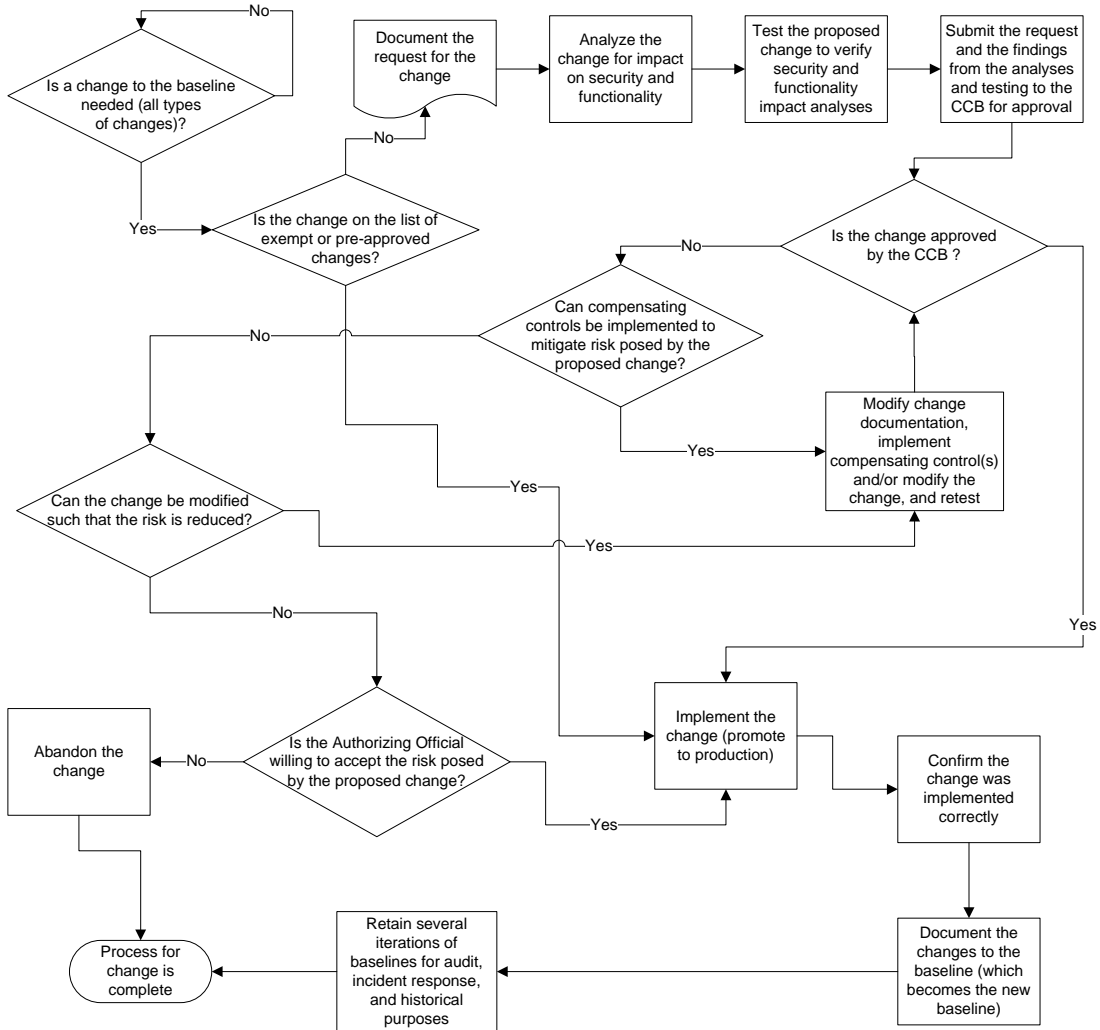 No
Is a change to the baseline
needed (all types
of changes)?
Yes
Document the
request for the
change
Analyze the
change for impact
on security and
functionality
Test the proposed
change to verify
security and
functionality
impact analyses
Submit the request
and the findings
from the analyses
and testing to the
CCB for approval
No
Is the change on the list of
exempt or pre-approved
changes?
Is the change approved
by the CCB ?
No
Can compensating
controls be implemented to
mitigate risk posed by the
proposed change?
No
Yes
Modify change
documentation,
implement
compensating control(s)
and/or modify the
change, and retest
Can the change be modified
such that the risk is reduced?
Yes
Yes
No
Yes
Implement the
change (promote
to production)
Is the Authorizing Official
willing to accept the risk posed
by the proposed change?
No
Yes
Abandon the
change
Confirm the
change was
implemented
correctly
Document the
changes to the
baseline (which
becomes the new
baseline)
Retain several
iterations of
baselines for audit,
incident response,
and historical
purposes
Process for
change is
complete